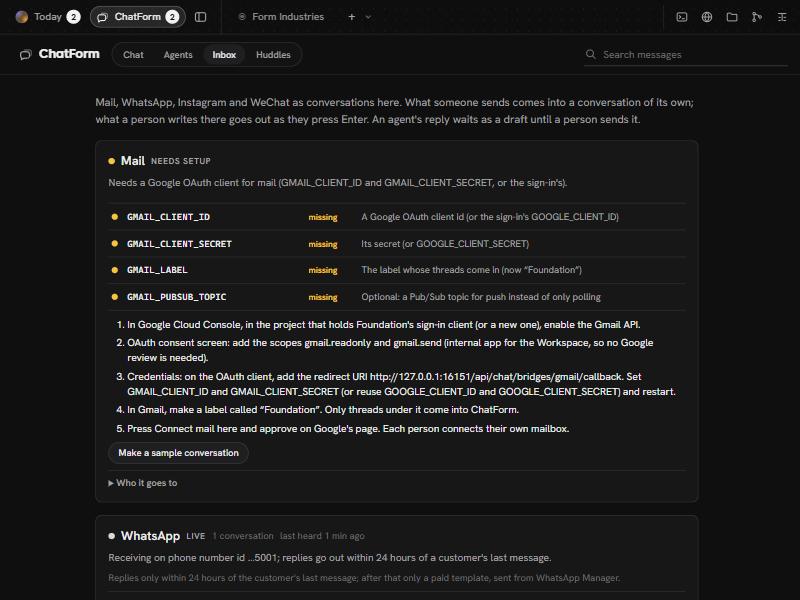 Today 2
ChatForm 2
Form Industries
ChatForm
Chat
Agents
Inbox
Huddles
Search messages
Mail, WhatsApp, Instagram and WeChat as conversations here. What someone sends comes into a conversation of its own;
what a person writes there goes out as they press Enter. An agent's reply waits as a draft until a person sends it.
Mail NEEDS SETUP
Needs a Google OAuth client for mail (GMAIL_CLIENT_ID and GMAIL_CLIENT_SECRET, or the sign-in's).
GMAIL_CLIENT_ID missing A Google OAuth client id (or the sign-in's GOOGLE_CLIENT_ID)
GMAIL_CLIENT_SECRET missing Its secret (or GOOGLE_CLIENT_SECRET)
GMAIL_LABEL missing The label whose threads come in (now “Foundation”)
GMAIL_PUBSUB_TOPIC missing Optional: a Pub/Sub topic for push instead of only polling
1. In Google Cloud Console, in the project that holds Foundation's sign-in client (or a new one), enable the Gmail API.
2. OAuth consent screen: add the scopes gmail.readonly and gmail.send (internal app for the Workspace, so no Google
review is needed).
3. Credentials: on the OAuth client, add the redirect URI http://127.0.0.1:16151/api/chat/bridges/gmail/callback. Set
GMAIL_CLIENT_ID and GMAIL_CLIENT_SECRET (or reuse GOOGLE_CLIENT_ID and GOOGLE_CLIENT_SECRET) and restart.
4. In Gmail, make a label called “Foundation”. Only threads under it come into ChatForm.
5. Press Connect mail here and approve on Google's page. Each person connects their own mailbox.
Make a sample conversation
Who it goes to
WhatsApp LIVE 1 conversation last heard 1 min ago
Receiving on phone number id …5001; replies go out within 24 hours of a customer's last message.
Replies only within 24 hours of the customer's last message; after that only a paid template, sent from WhatsApp Manager.